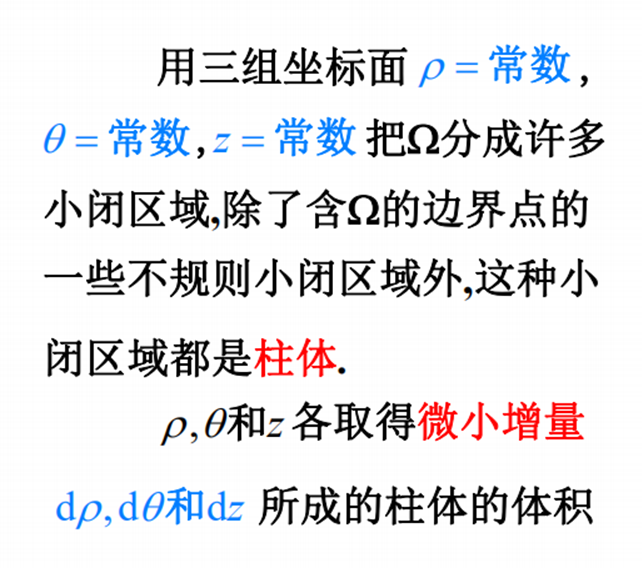 用三组坐标面 ρ = 常数,
θ = 常数, z = 常数 把Ω分成许多
小闭区域,除了含Ω的边界点的
一些不规则小闭区域外,这种小
闭区域都是柱体.
ρ,θ和z 各取得微小增量
dρ,dθ和dz 所成的柱体的体积